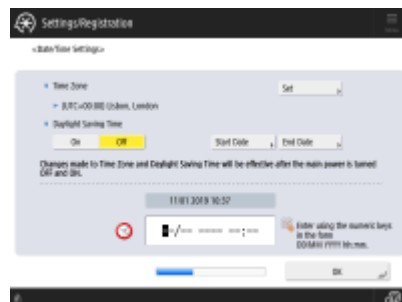 Settings/Registration
Menu
<Date/Time Settings>
Time Zone
Set
(UTC+00:00) Lisbon, London
Daylight Saving Time
On
Off
Start Date
End Date
Changes made to Time Zone and Daylight Saving Time will be effective after the main power is turned
OFF and ON.
11/01 2019 10:37
--/-- ---- --:--
Enter using the numeric keys
in the form
DD/MM YYYY hh:mm.
OK